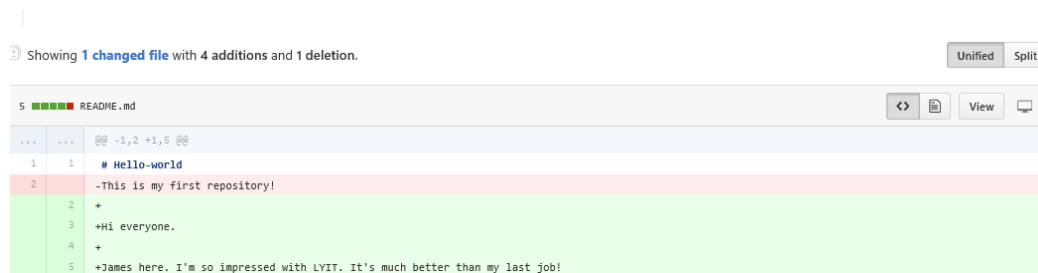 Showing 1 changed file with 4 additions and 1 deletion. Unified Split
5 README.md <> View
... ... @@ -1,2 +1,5 @@
1 1 # Hello-world
2 -This is my first repository!
2 +
3 +Hi everyone.
4 +
5 +James here. I'm so impressed with LYIT. It's much better than my last job!